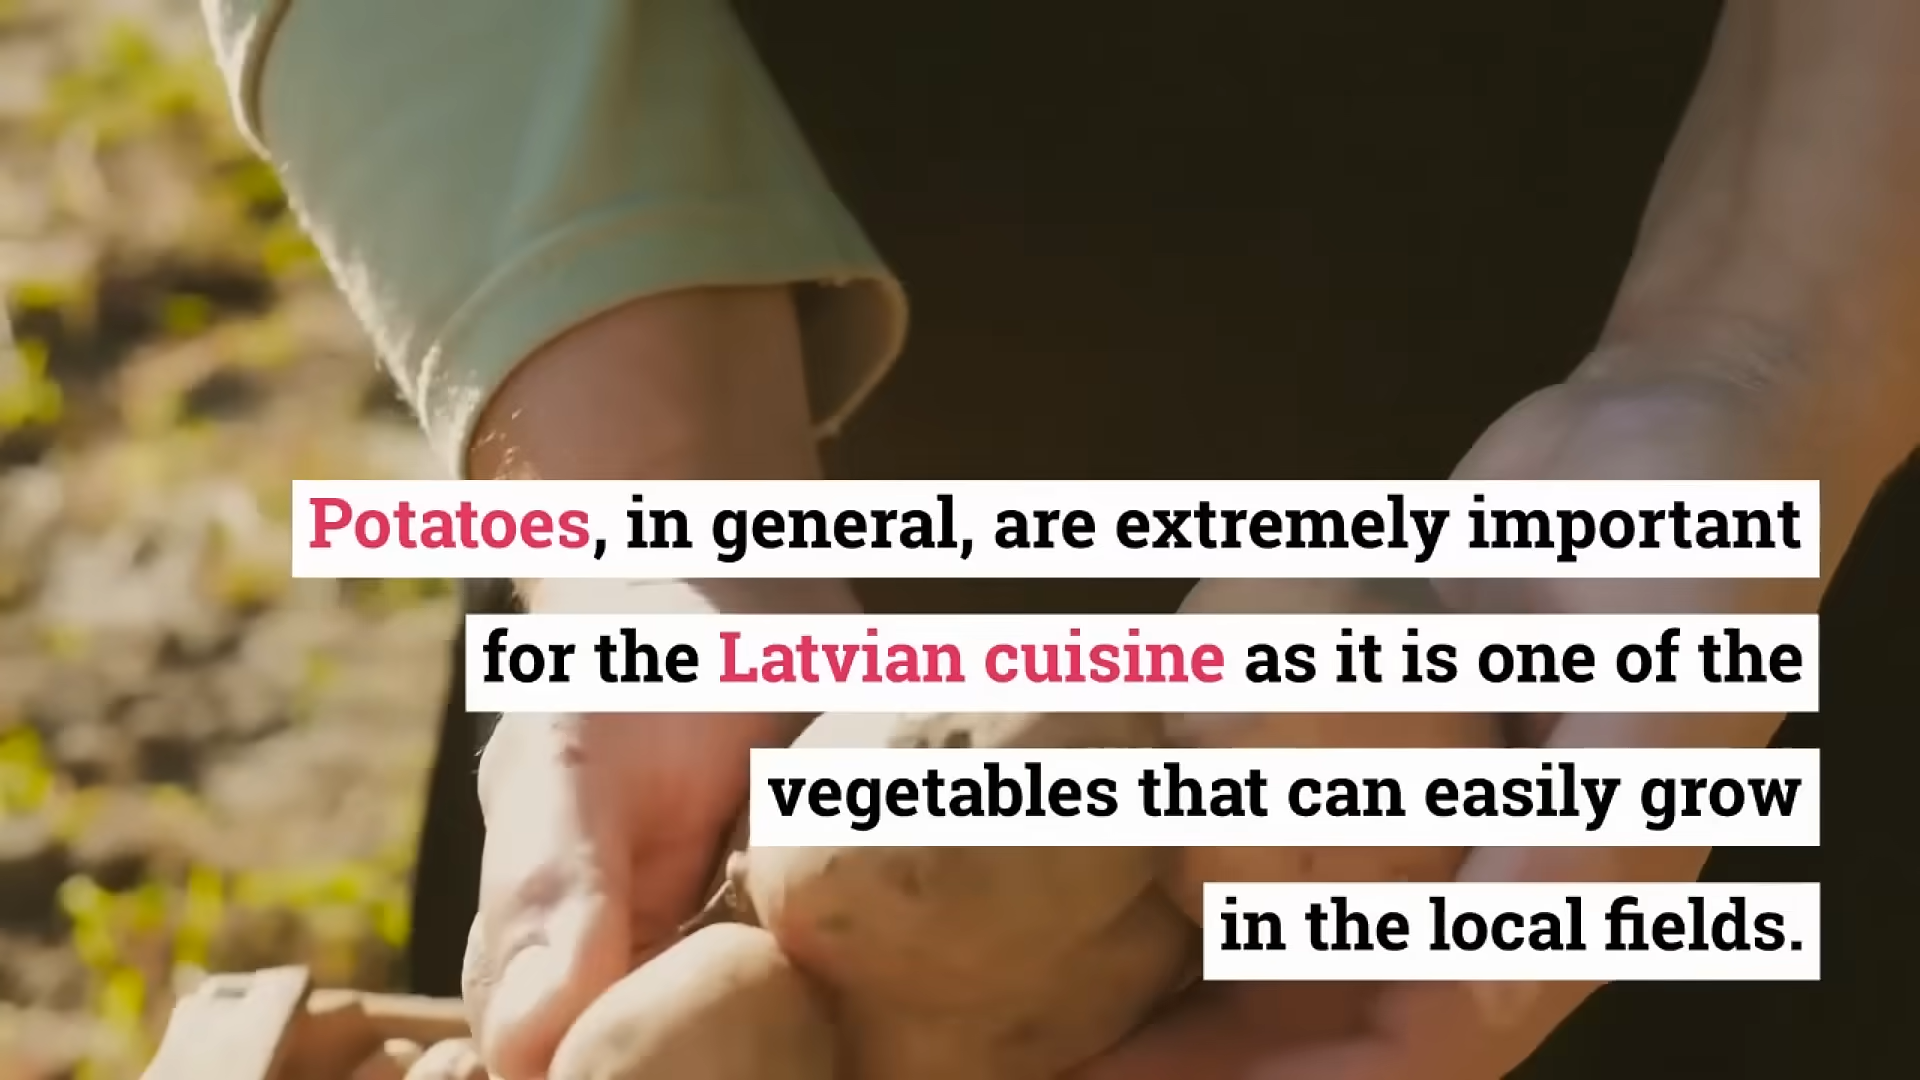 Potatoes, in general, are extremely important
for the Latvian cuisine as it is one of the
vegetables that can easily grow
in the local fields.